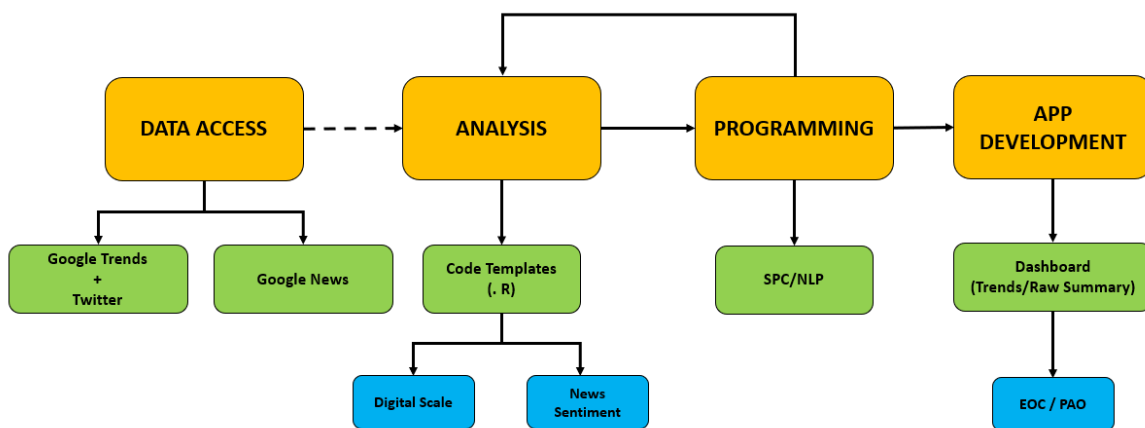 DATA ACCESS
ANALYSIS
PROGRAMMING
APP
DEVELOPMENT
Google Trends
+
Twitter
Google News
Code Templates
(. R)
SPC/NLP
Dashboard
(Trends/Raw Summary)
Digital Scale
News
Sentiment
EOC / PAO